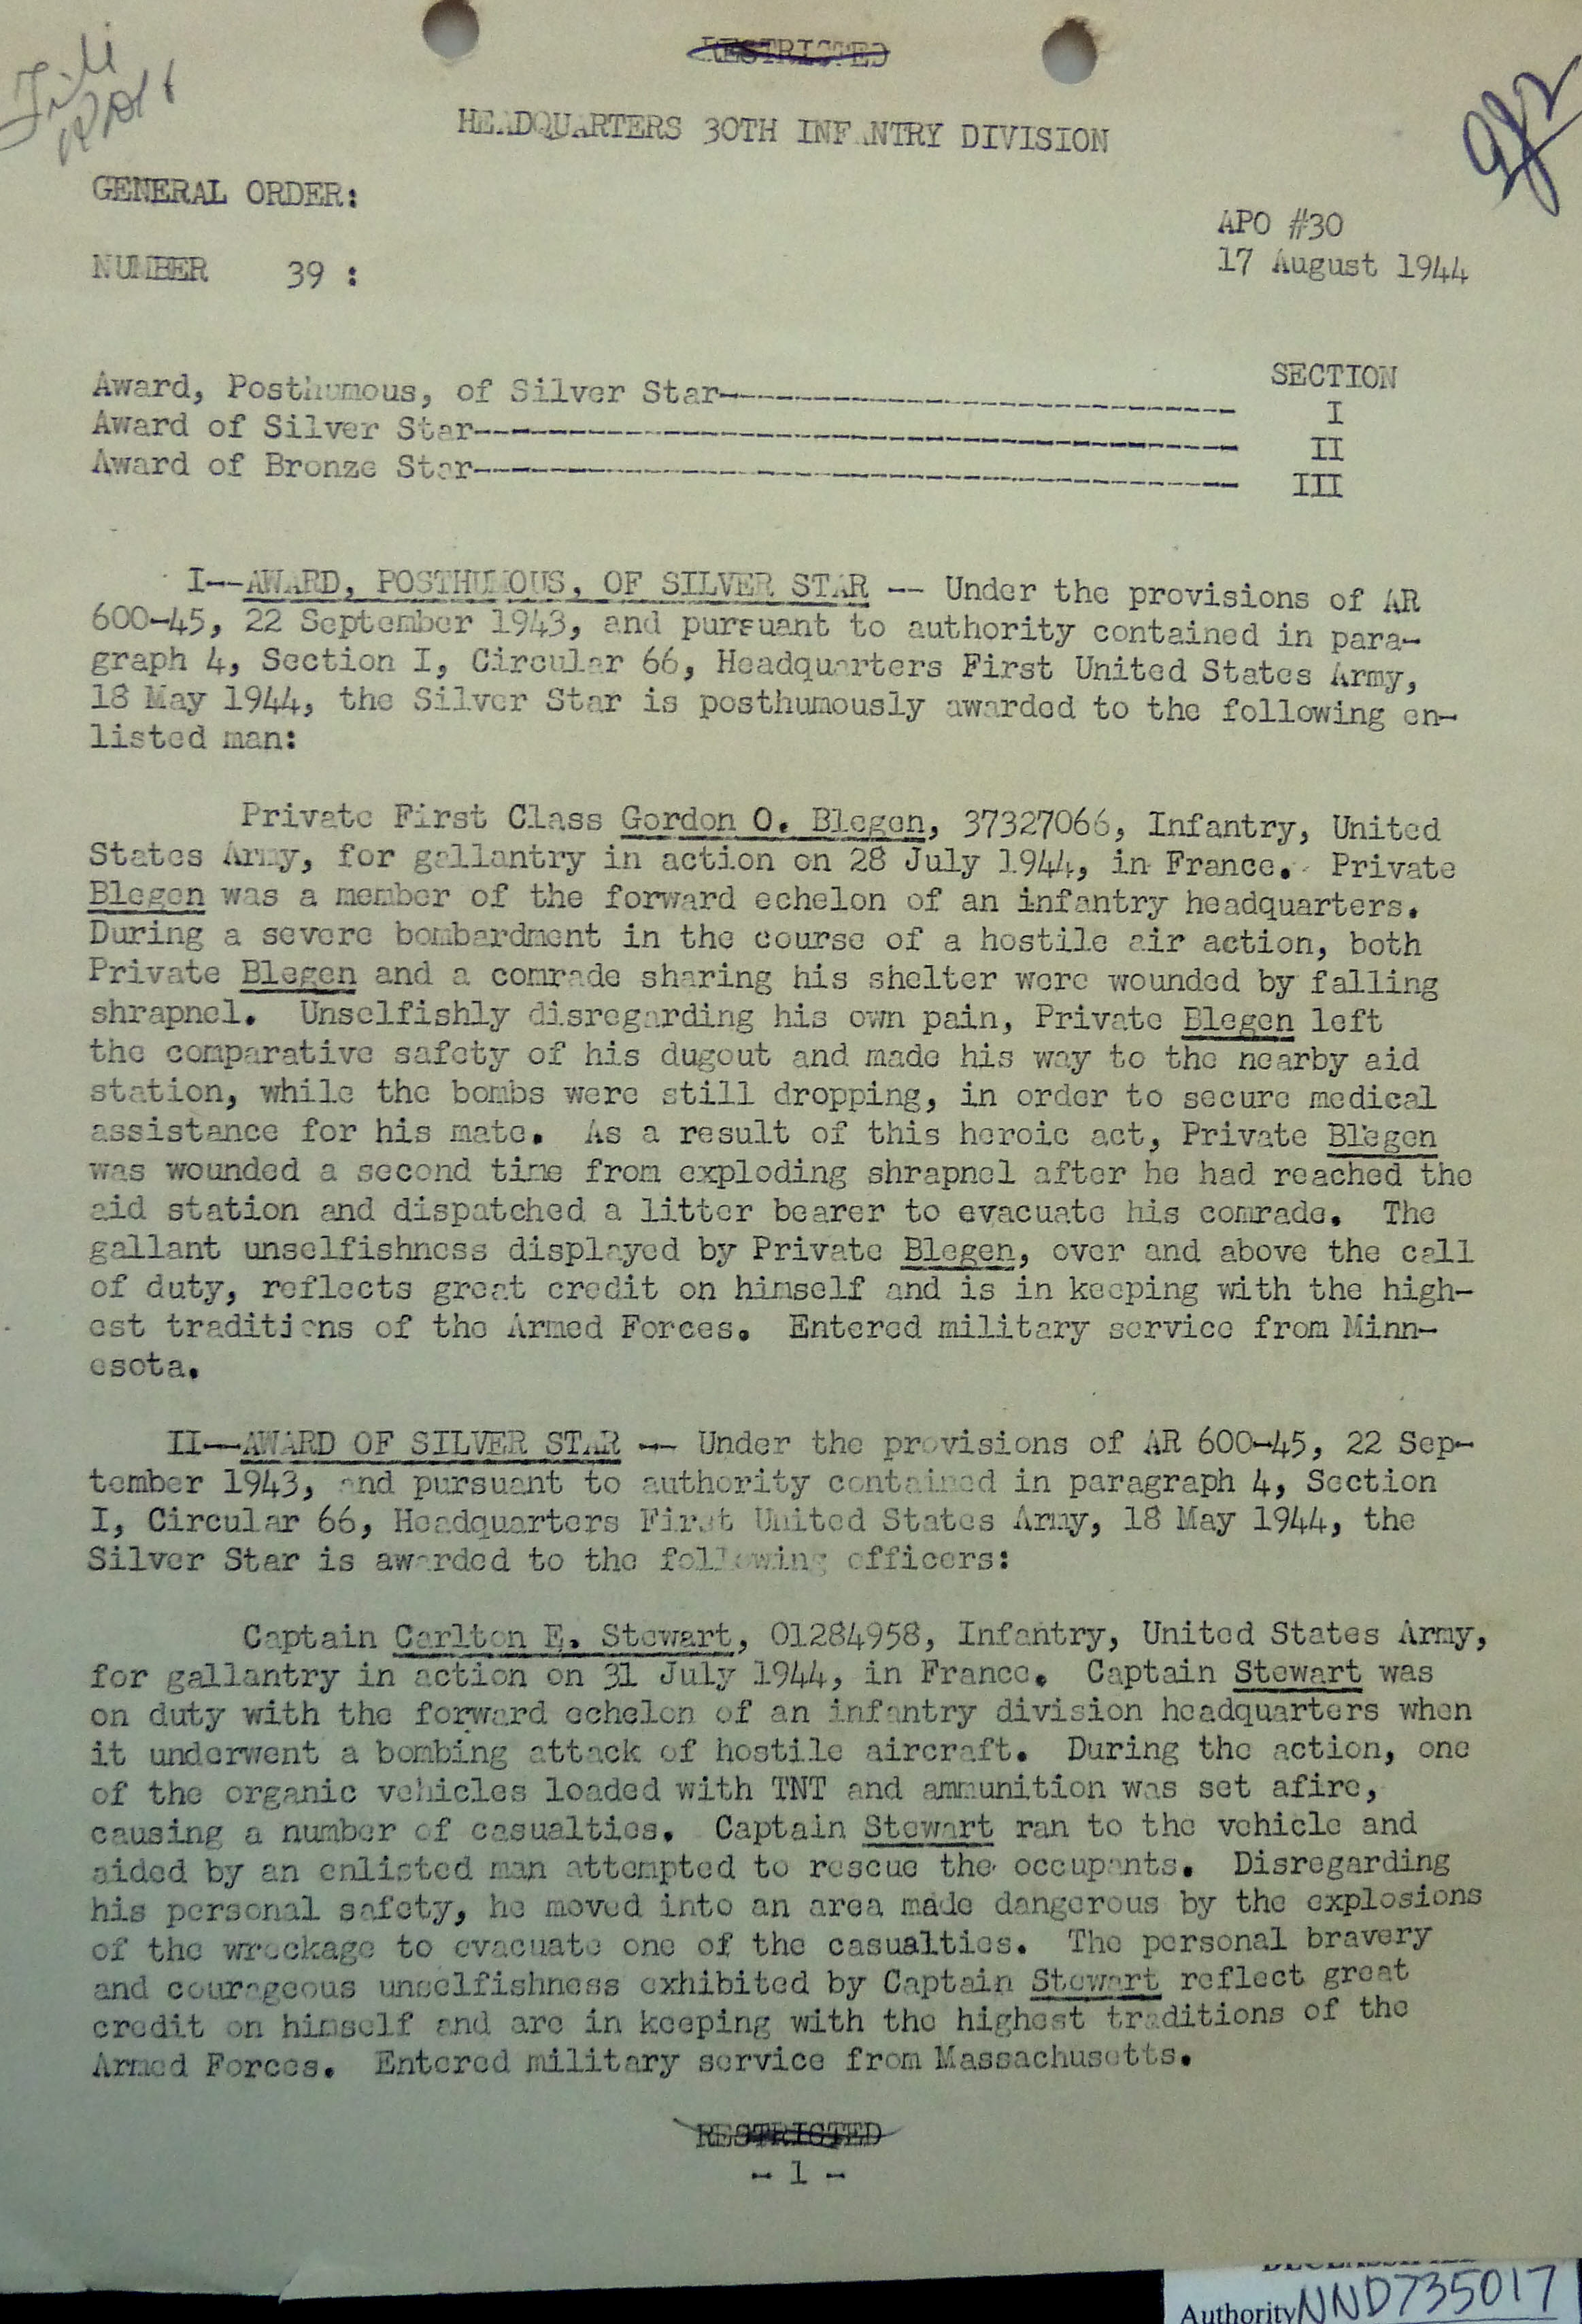 RESTRICTED
HEADQUARTERS 30TH INFANTRY DIVISION
GENERAL ORDER:
APO #30
NUMBER 39 :
17 August 1944
SECTION
Award, Posthumous, of Silver Star------------------------------- I
Award of Silver Star-------------------------------------------- II
Award of Bronze Star-------------------------------------------- III
I--AWARD, POSTHUMOUS, OF SILVER STAR -- Under the provisions of AR
600-45, 22 September 1943, and pursuant to authority contained in para-
graph 4, Section I, Circular 66, Headquarters First United States Army,
18 May 1944, the Silver Star is posthumously awarded to the following en-
listed man:
Private First Class Gordon O. Blegen, 37327066, Infantry, United
States Army, for gallantry in action on 28 July 1944, in France. Private
Blegen was a member of the forward echelon of an infantry headquarters.
During a severe bombardment in the course of a hostile air action, both
Private Blegen and a comrade sharing his shelter were wounded by falling
shrapnel. Unselfishly disregarding his own pain, Private Blegen left
the comparative safety of his dugout and made his way to the nearby aid
station, while the bombs were still dropping, in order to secure medical
assistance for his mate. As a result of this heroic act, Private Blegen
was wounded a second time from exploding shrapnel after he had reached the
aid station and dispatched a litter bearer to evacuate his comrade. The
gallant unselfishness displayed by Private Blegen, over and above the call
of duty, reflects great credit on himself and is in keeping with the high-
est traditions of the Armed Forces. Entered military service from Minn-
esota.
II--AWARD OF SILVER STAR -- Under the provisions of AR 600-45, 22 Sep-
tember 1943, and pursuant to authority contained in paragraph 4, Section
I, Circular 66, Headquarters First United States Army, 18 May 1944, the
Silver Star is awarded to the following officers:
Captain Carlton E. Stewart, 01284958, Infantry, United States Army,
for gallantry in action on 31 July 1944, in France. Captain Stewart was
on duty with the forward echelon of an infantry division headquarters when
it underwent a bombing attack of hostile aircraft. During the action, one
of the organic vehicles loaded with TNT and ammunition was set afire,
causing a number of casualties. Captain Stewart ran to the vehicle and
aided by an enlisted man attempted to rescue the occupants. Disregarding
his personal safety, he moved into an area made dangerous by the explosions
of the wreckage to evacuate one of the casualties. The personal bravery
and courageous unselfishness exhibited by Captain Stewart reflect great
credit on himself and are in keeping with the highest traditions of the
Armed Forces. Entered military service from Massachusetts.
RESTRICTED
- 1 -
Authority NND735017